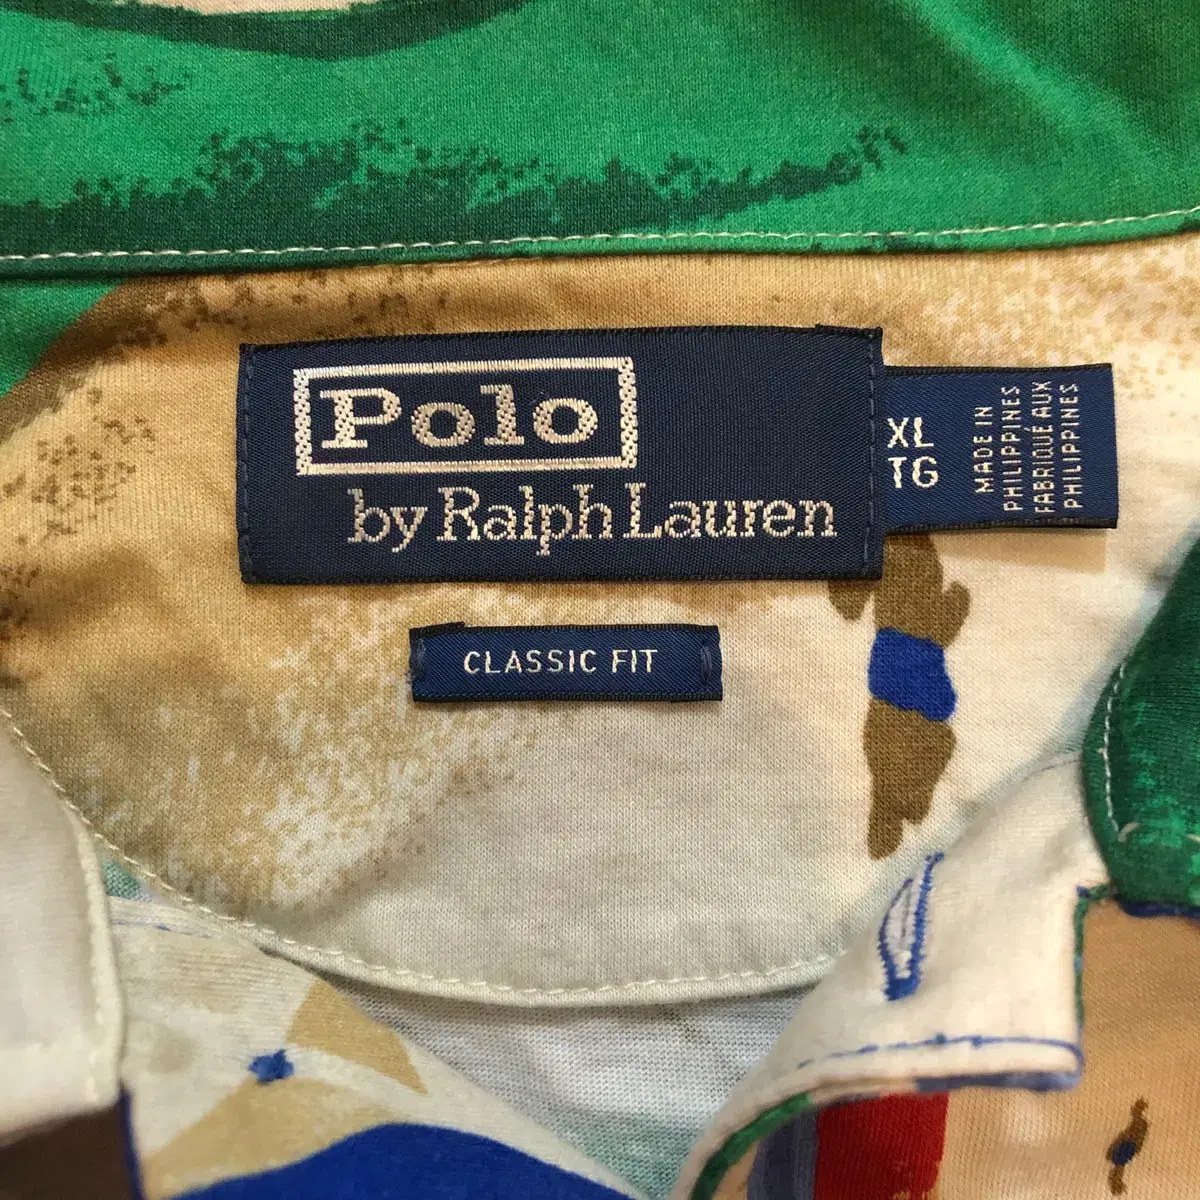 Polo
by Ralph Lauren
XL
TG
MADE IN
PHILIPPINES
FABRIQUÉ AUX
PHILIPPINES
CLASSIC FIT